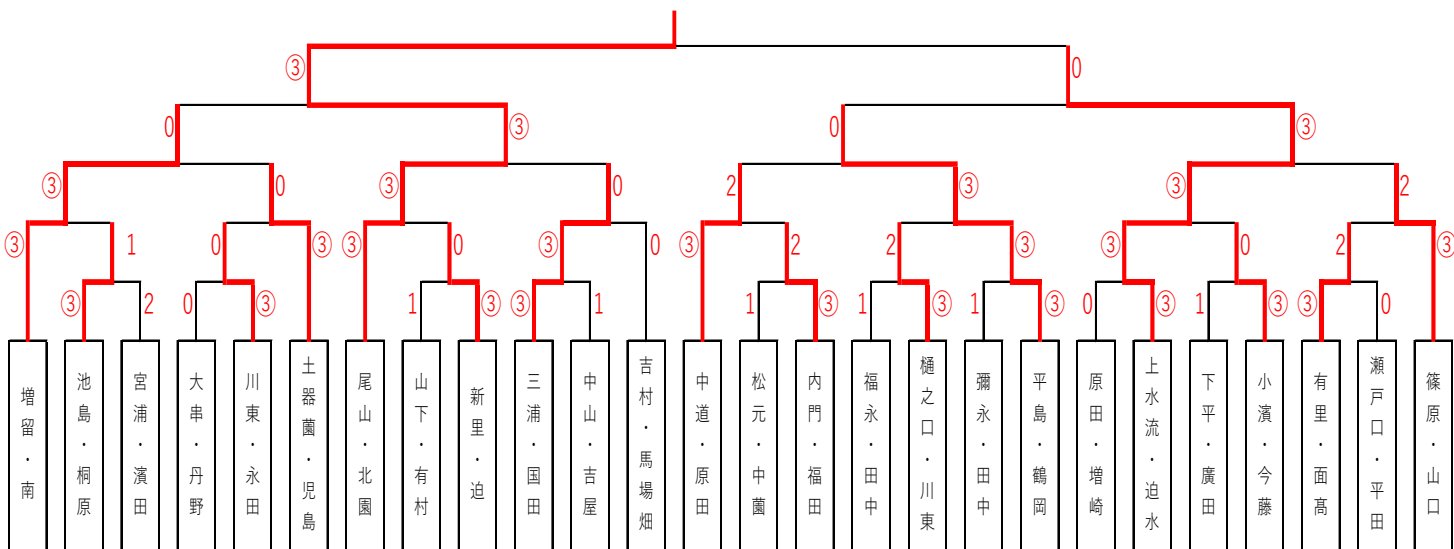 ③ 0
0 ③ 0 ③
③ 0 ③ 0 2 ③ ③ 2
③ 1 0 ③ ③ 0 ③ 0 ③ 2 2 ③ ③ 0 2 ③
③ 2 0 ③ 1 ③ ③ 1 1 ③ 1 ③ 1 ③ 0 ③ 1 ③ ③ 0
増留・南
池島・桐原
宮浦・濱田
大串・丹野
川東・永田
土器薗・児島
尾山・北園
山下・有村
新里・迫
三浦・国田
中山・吉屋
吉村・馬場畑
中道・原田
松元・中薗
内門・福田
福永・田中
樋之口・川東
彌永・田中
平島・鶴岡
原田・増崎
上水流・迫水
下平・廣田
小濱・今藤
有里・面髙
瀬戸口・平田
篠原・山口